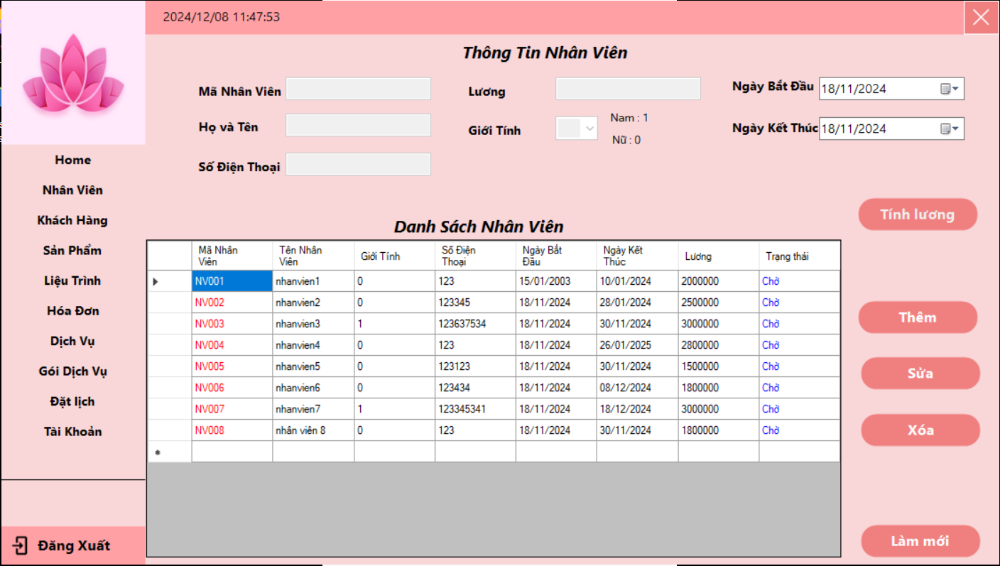 2024/12/08 11:47:53
Thông Tin Nhân Viên
Mã Nhân Viên
Lương
Ngày Bắt Đầu 18/11/2024
Họ và Tên
Giới Tính
Nam : 1
Nữ : 0
Ngày Kết Thúc 18/11/2024
Số Điện Thoại
Home
Nhân Viên
Khách Hàng
Sản Phẩm
Liệu Trình
Hóa Đơn
Dịch Vụ
Gói Dịch Vụ
Đặt lịch
Tài Khoản
Đăng Xuất
Tính lương
Danh Sách Nhân Viên
Mã Nhân Viên Tên Nhân Viên Giới Tính Số Điện Thoại Ngày Bắt Đầu Ngày Kết Thúc Lương Trạng thái
NV001 nhanvien1 0 123 15/01/2003 10/01/2024 2000000 Chờ
NV002 nhanvien2 0 123345 18/11/2024 28/01/2024 2500000 Chờ
NV003 nhanvien3 1 123637534 18/11/2024 30/11/2024 3000000 Chờ
NV004 nhanvien4 0 123 18/11/2024 26/01/2025 2800000 Chờ
NV005 nhanvien5 0 123123 18/11/2024 30/11/2024 1500000 Chờ
NV006 nhanvien6 0 123434 18/11/2024 08/12/2024 1800000 Chờ
NV007 nhanvien7 1 123345341 18/11/2024 18/12/2024 3000000 Chờ
NV008 nhân viên 8 0 123 18/11/2024 30/11/2024 1800000 Chờ
Thêm
Sửa
Xóa
Làm mới